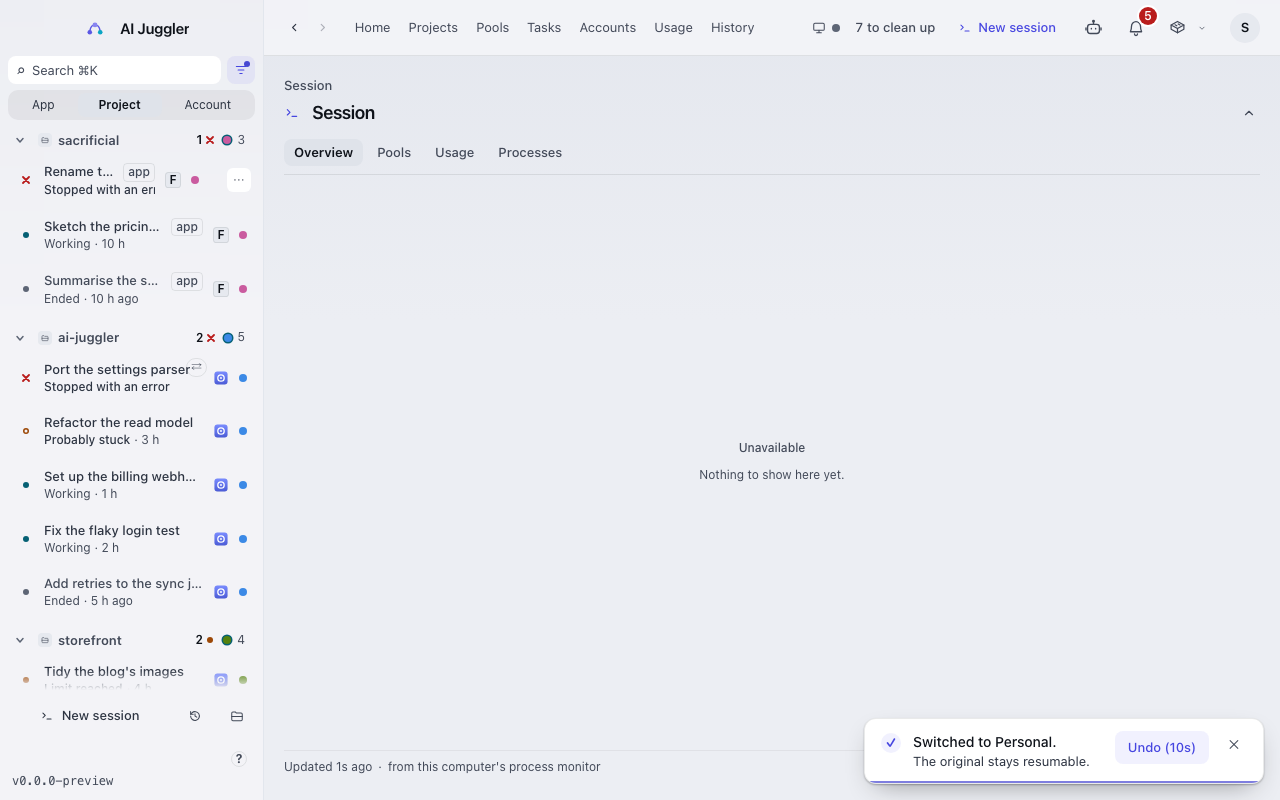 AI Juggler
Search ⌘K
App Project Account
sacrificial 1 3
Rename t... app F
Stopped with an err
Sketch the pricin... app F
Working · 10 h
Summarise the s... app F
Ended · 10 h ago
ai-juggler 2 5
Port the settings parser
Stopped with an error
Refactor the read model
Probably stuck · 3 h
Set up the billing webh...
Working · 1 h
Fix the flaky login test
Working · 2 h
Add retries to the sync j...
Ended · 5 h ago
storefront 2 4
Tidy the blog's images
Limit reached · 4 h
New session
?
v0.0.0-preview
Home Projects Pools Tasks Accounts Usage History 7 to clean up New session 5 S
Session
Session
Overview Pools Usage Processes
Unavailable
Nothing to show here yet.
Updated 1s ago · from this computer's process monitor
Switched to Personal.
The original stays resumable.
Undo (10s)